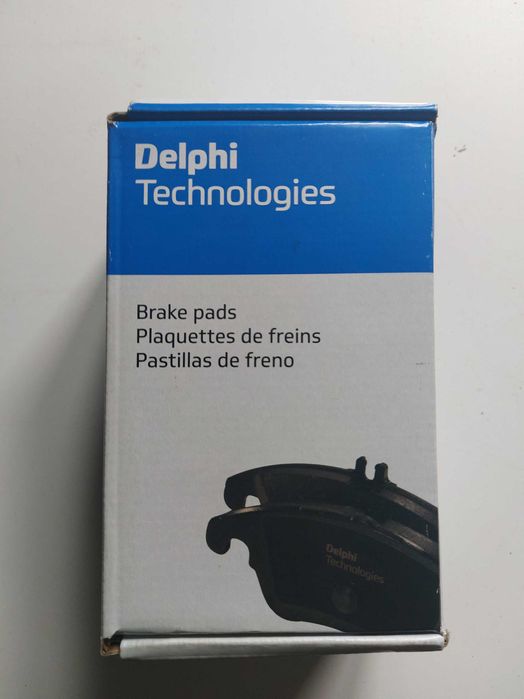 Delphi
Technologies
Brake pads
Plaquettes de freins
Pastillas de freno
Delphi
Technologies